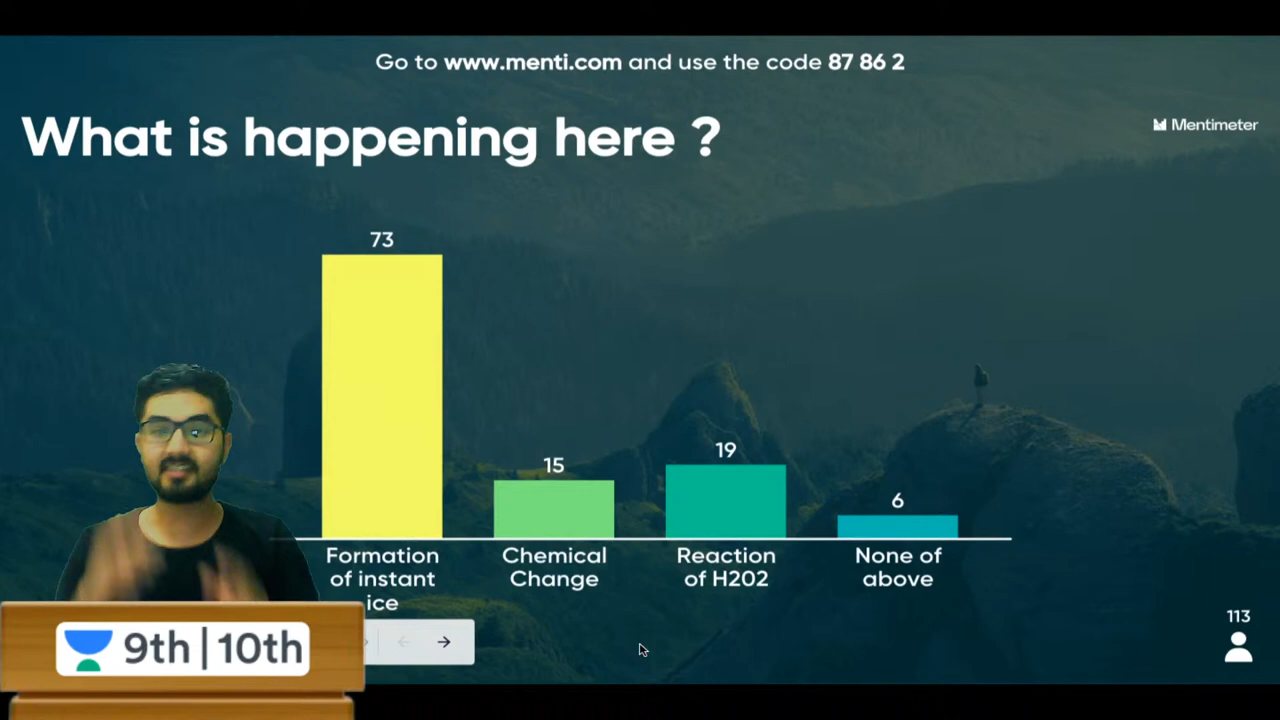 Go to www.menti.com and use the code 87 86 2
What is happening here ?
Mentimeter
73
15
19
6
Formation
of instant
ice
Chemical
Change
Reaction
of H202
None of
above
113
9th | 10th